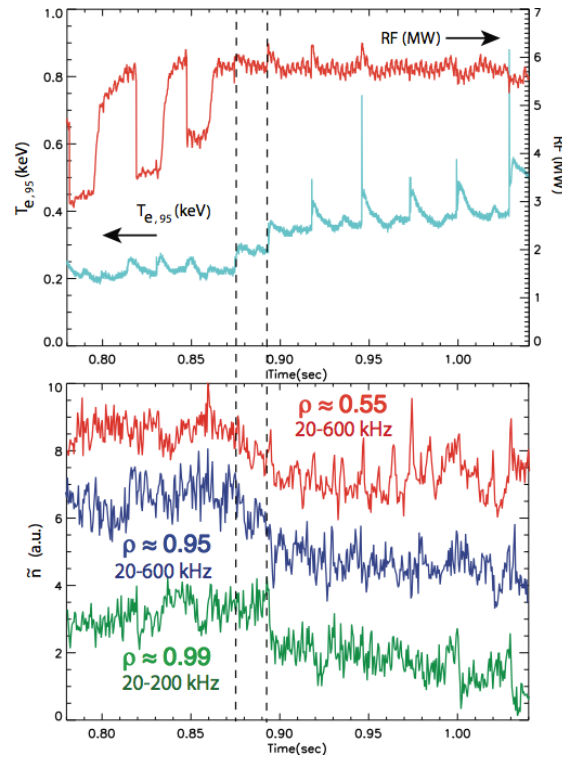 1.0
0.8
0.6
0.4
0.2
0.0
T e,95 (keV)
RF (MW)
T e,95 (keV)
7
6
5
4
3
2
1
0
RF (MW)
0.80 0.85 0.90 0.95 1.00
Time(sec)
10
8
6
4
2
0
ñ (a.u.)
ρ ≈ 0.55
20-600 kHz
ρ ≈ 0.95
20-600 kHz
ρ ≈ 0.99
20-200 kHz
0.80 0.85 0.90 0.95 1.00
Time(sec)